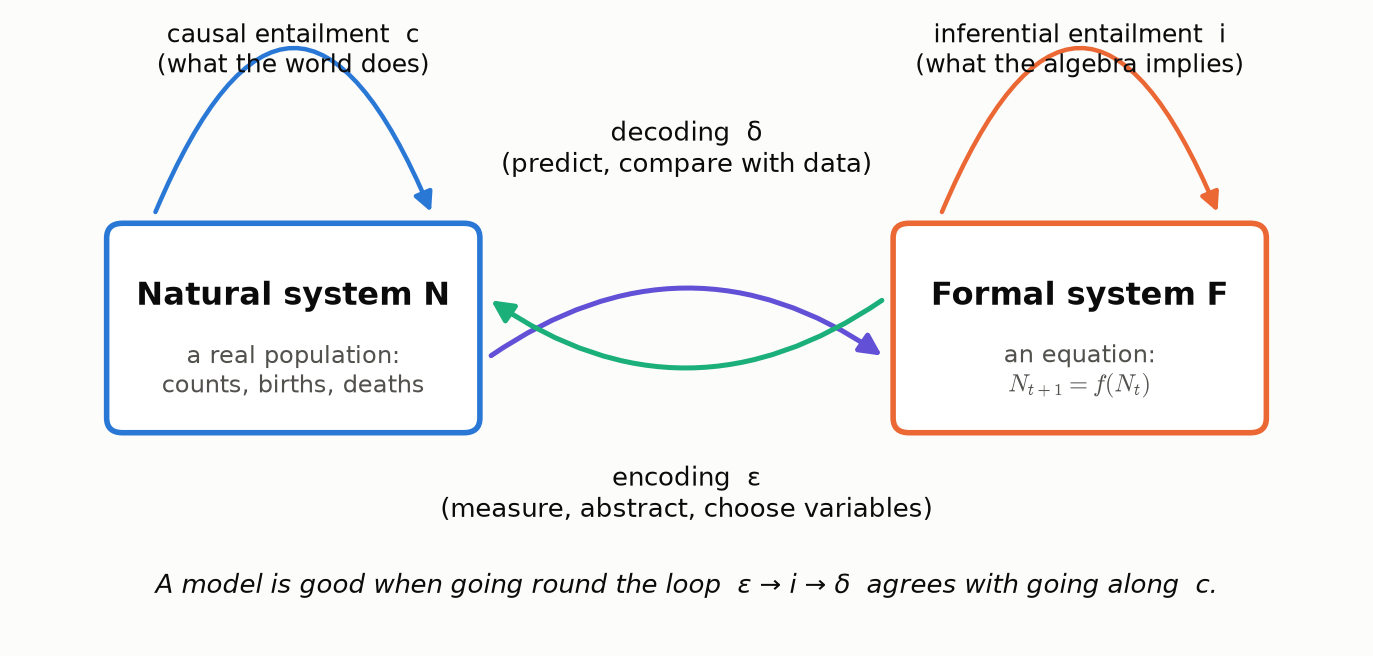 causal entailment c
(what the world does)
inferential entailment i
(what the algebra implies)
decoding δ
(predict, compare with data)
Natural system N
a real population:
counts, births, deaths
Formal system F
an equation:
N_{t+1} = f(N_t)
encoding ε
(measure, abstract, choose variables)
A model is good when going round the loop ε → i → δ agrees with going along c.